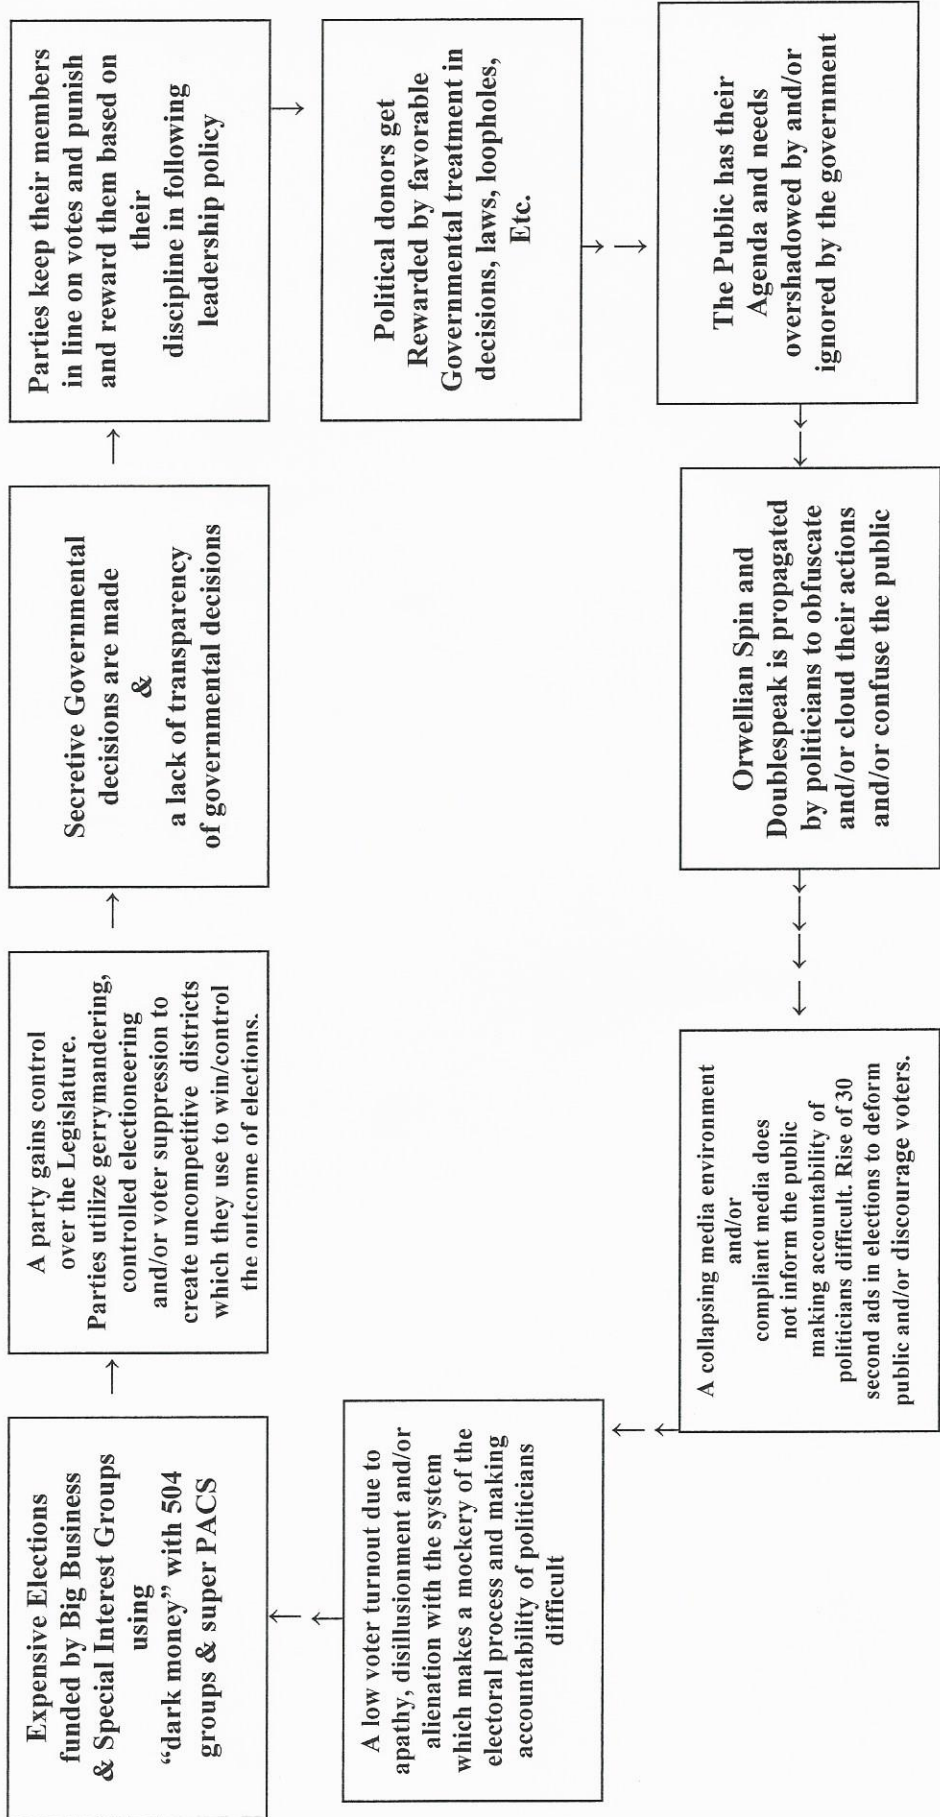 Expensive Elections
funded by Big Business
& Special Interest Groups
using
“dark money” with 504
groups & super PACS
A party gains control
over the Legislature.
Parties utilize gerrymandering,
controlled electioneering
and/or voter suppression to
create uncompetitive districts
which they use to win/control
the outcome of elections.
Secretive Governmental
decisions are made
&
a lack of transparency
of governmental decisions
Parties keep their members
in line on votes and punish
and reward them based on
their
discipline in following
leadership policy
Political donors get
Rewarded by favorable
Governmental treatment in
decisions, laws, loopholes,
Etc.
The Public has their
Agenda and needs
overshadowed by and/or
ignored by the government
Orwellian Spin and
Doublespeak is propagated
by politicians to obfuscate
and/or cloud their actions
and/or confuse the public
A collapsing media environment
and/or
compliant media does
not inform the public
making accountability of
politicians difficult. Rise of 30
second ads in elections to deform
public and/or discourage voters.
A low voter turnout due to
apathy, disillusionment and/or
alienation with the system
which makes a mockery of the
electoral process and making
accountability of politicians
difficult